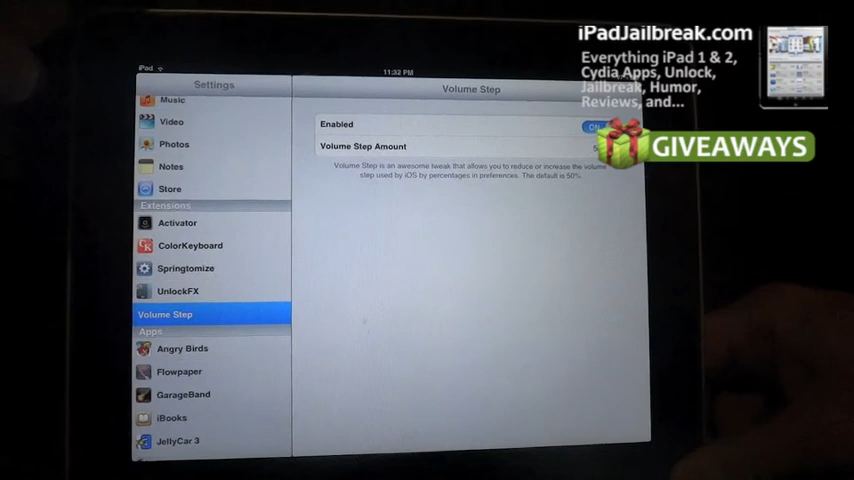 iPadJailbreak.com
Everything iPad 1 & 2,
Cydia Apps, Unlock,
Jailbreak, Humor,
Reviews, and...
GIVEAWAYS
iPad
11:32 PM
Settings
Volume Step
Music
Video
Photos
Notes
Store
Extensions
Activator
ColorKeyboard
Springtomize
UnlockFX
Volume Step
Apps
Angry Birds
Flowpaper
GarageBand
iBooks
JellyCar 3
Enabled
ON
Volume Step Amount
Volume Step is an awesome tweak that allows you to reduce or increase the volume
step used by iOS by percentages in preferences. The default is 50%.